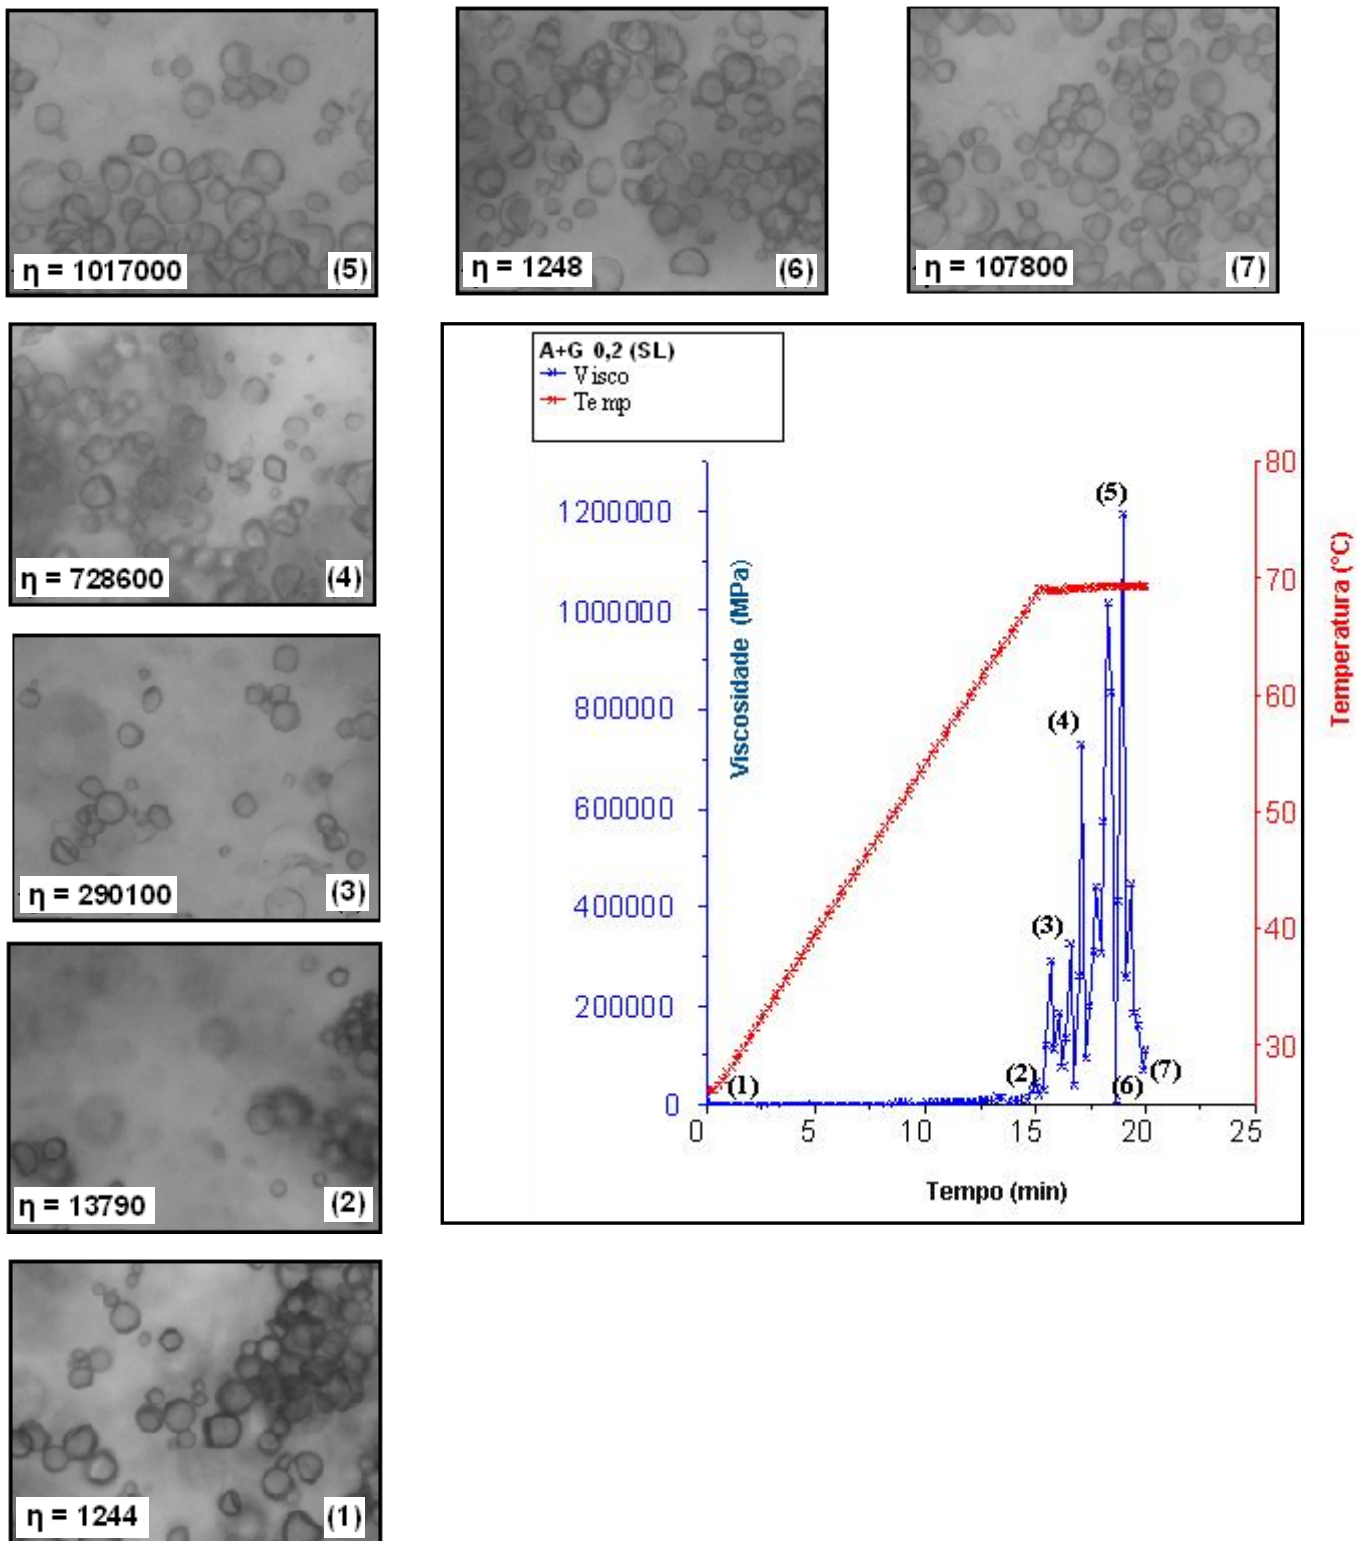 η = 1017000
(5)
η = 1248
(6)
η = 107800
(7)
η = 728600
(4)
η = 290100
(3)
η = 13790
(2)
η = 1244
(1)
A+G 0,2 (SL)
Visco
Temp
Viscosidade (MPa)
1200000
1000000
800000
600000
400000
200000
0
(1)
(2)
(3)
(4)
(5)
(6)
(7)
80
70
60
50
40
30
Temperatura (°C)
0
5
10
15
20
25
Tempo (min)